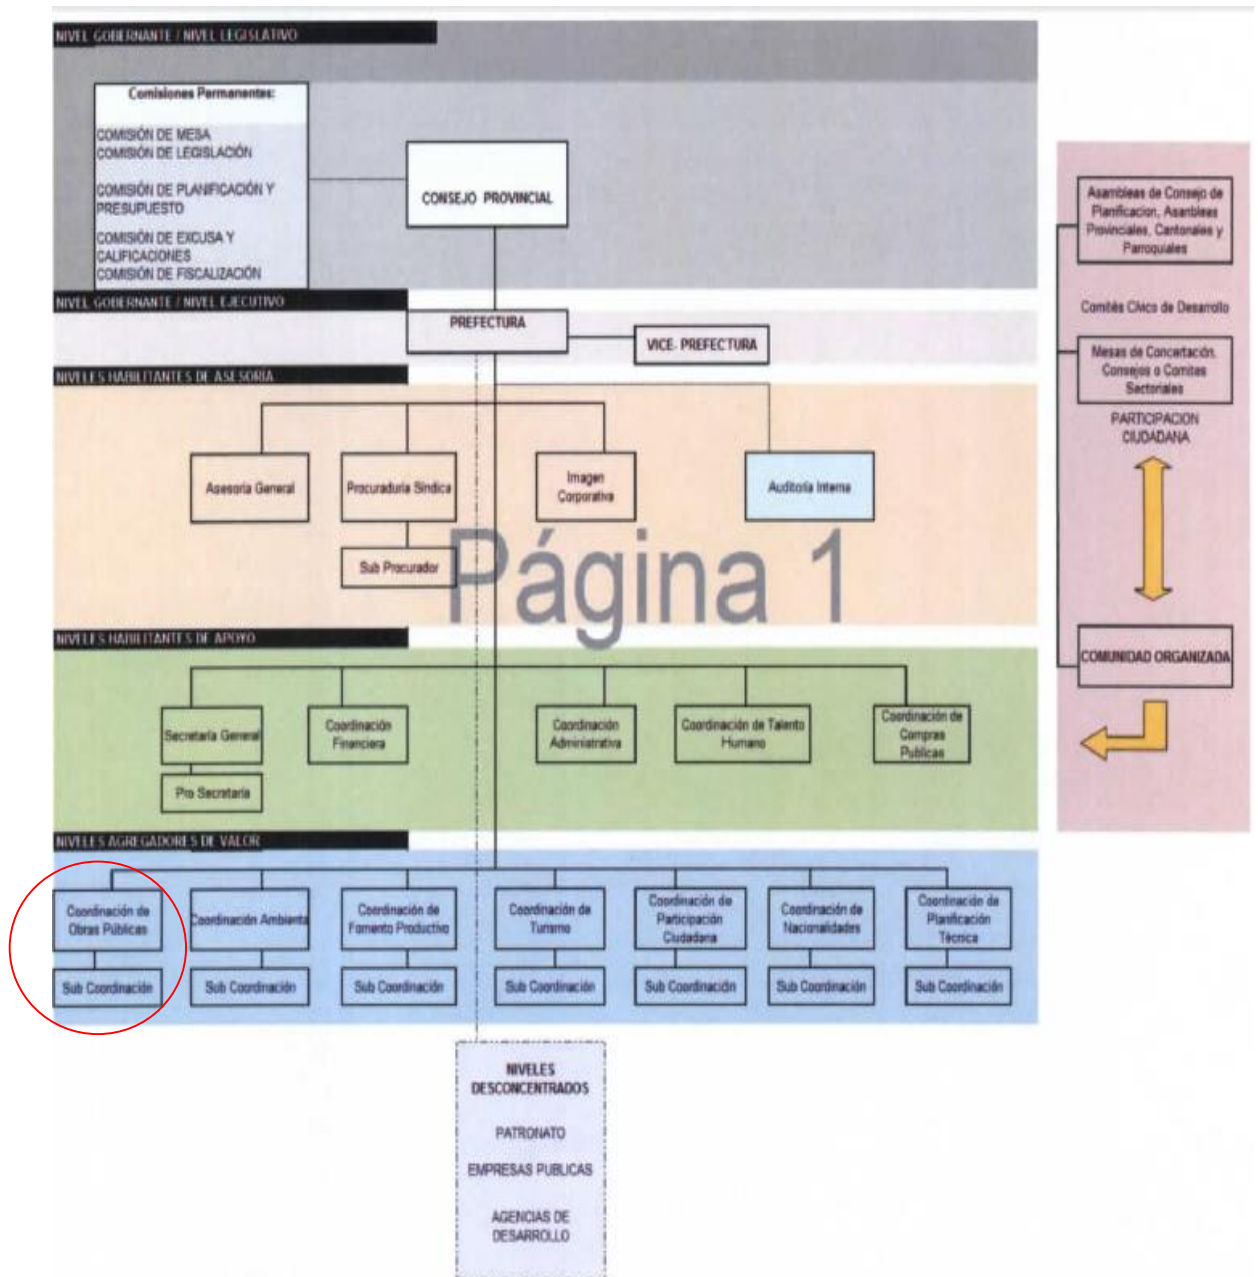 NIVEL GOBERNANTE / NIVEL LEGISLATIVO
Comisiones Permanentes:
COMISIÓN DE MESA
COMISIÓN DE LEGISLACIÓN
COMISIÓN DE PLANIFICACIÓN Y
PRESUPUESTO
COMISIÓN DE EXCUSA Y
CALIFICACIONES
COMISIÓN DE FISCALIZACIÓN
CONSEJO PROVINCIAL
NIVEL GOBERNANTE / NIVEL EJECUTIVO
PREFECTURA
VICE- PREFECTURA
NIVELES HABILITANTES DE ASESORÍA
Asesoría General
Procuraduría Síndica
Imagen
Corporativa
Auditoría Interna
Sub Procurador
Página 1
NIVELES HABILITANTES DE APOYO
Secretaría General
Coordinación
Financiera
Coordinación
Administrativa
Coordinación de Talento
Humano
Coordinación de
Compras
Publicas
Pro Secretaría
NIVELES AGREGADORES DE VALOR
Coordinación de
Obras Públicas
Coordinación Ambienta
Coordinación de
Fomento Productivo
Coordinación de
Turismo
Coordinación de
Participación
Ciudadana
Coordinación de
Nacionalidades
Coordinación de
Planificación
Técnica
Sub Coordinación
Sub Coordinación
Sub Coordinación
Sub Coordinación
Sub Coordinación
Sub Coordinación
Sub Coordinación
NIVELES
DESCONCENTRADOS
PATRONATO
EMPRESAS PUBLICAS
AGENCIAS DE
DESARROLLO
Asambleas de Consejo de
Planificacion, Asambleas
Provinciales, Cantonales y
Parroquiales
Comités Cívico de Desarrollo
Mesas de Concertación,
Consejos o Comites
Sectoriales
PARTICIPACION
CIUDADANA
COMUNIDAD ORGANIZADA